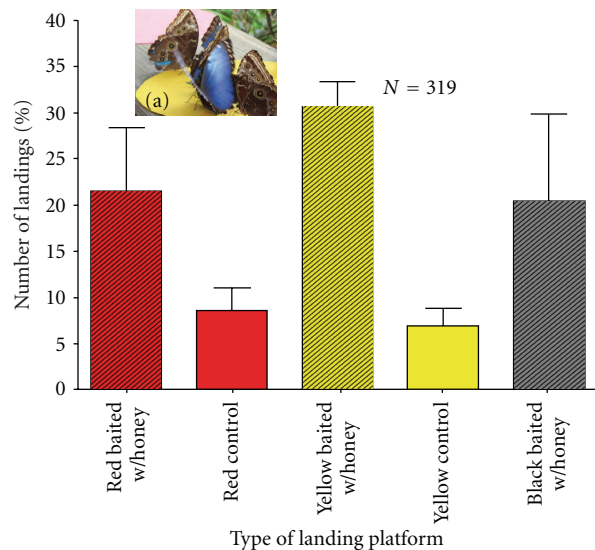 40
35
30
25
20
15
10
5
0
Number of landings (%)
(a)
N = 319
Red baited
w/honey
Red control
Yellow baited
w/honey
Yellow control
Black baited
w/honey
Type of landing platform